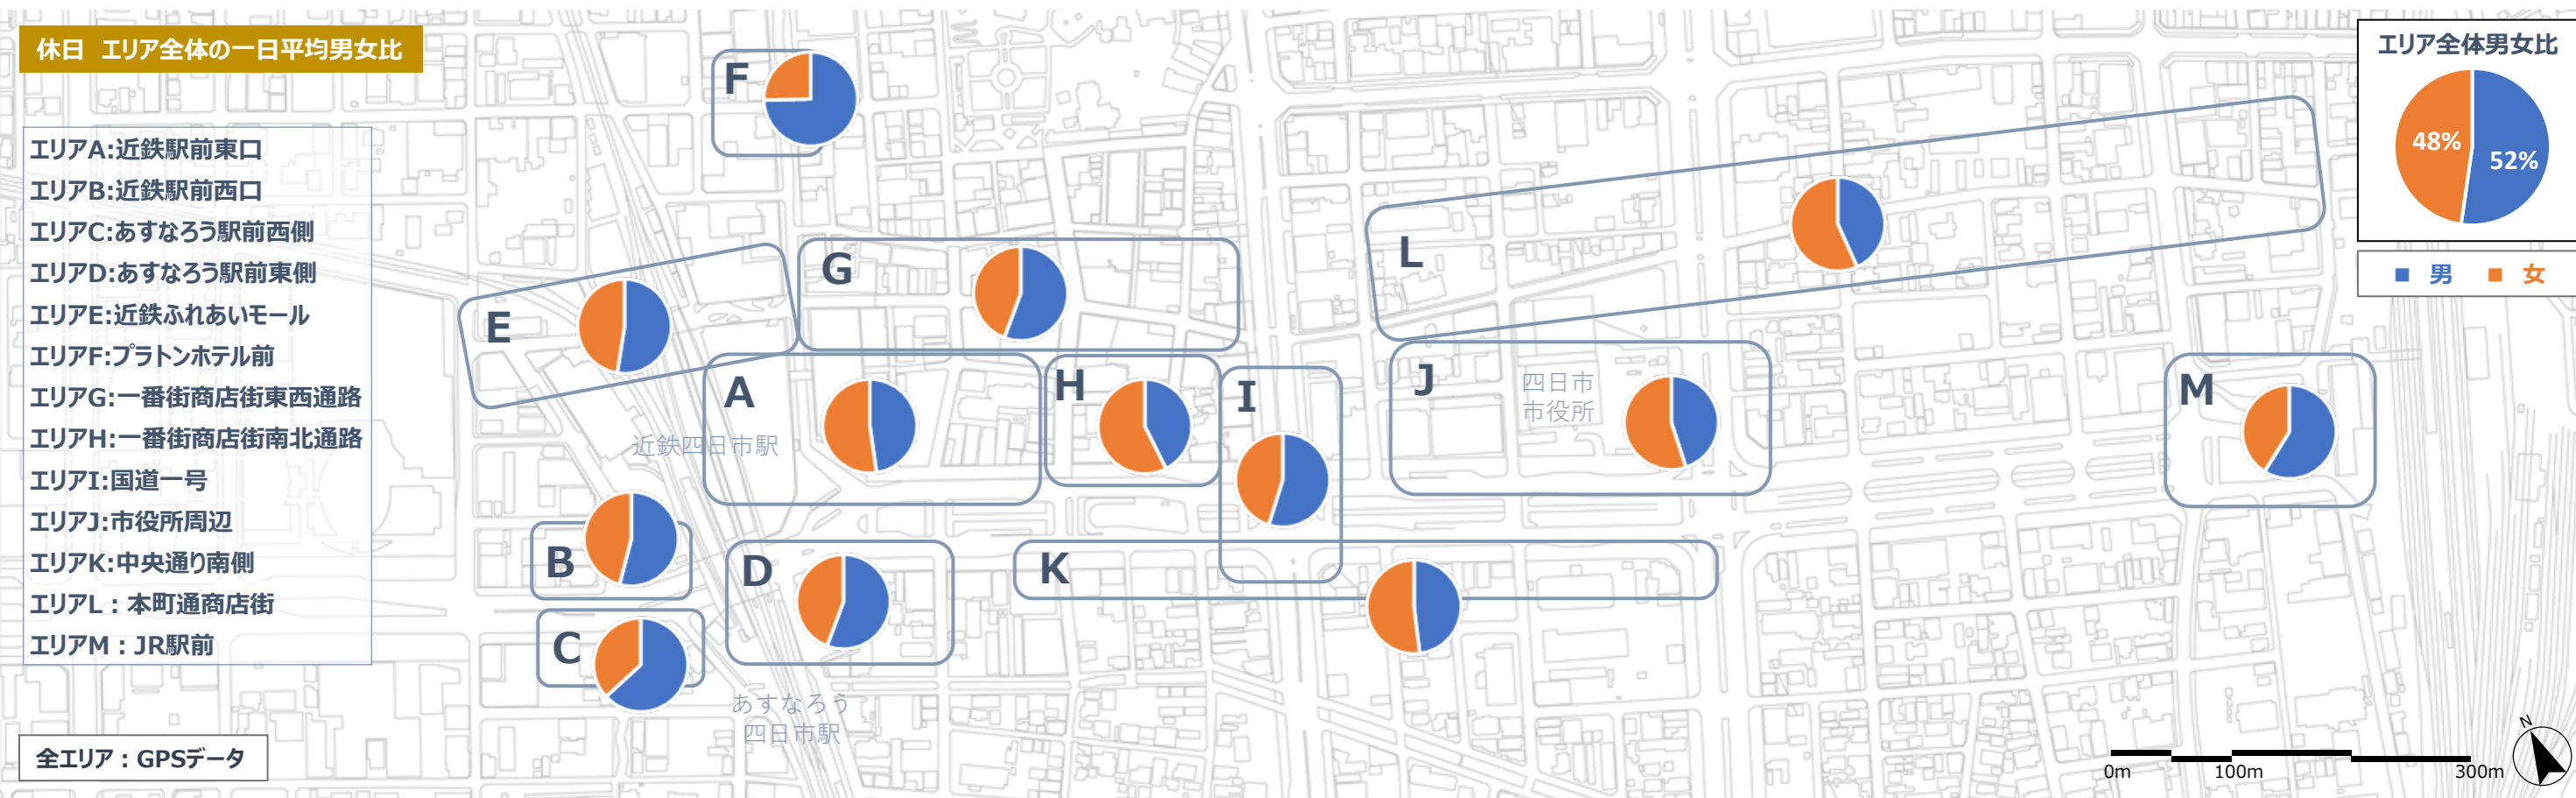 休日 エリア全体の一日平均男女比
エリアA:近鉄駅前東口
エリアB:近鉄駅前西口
エリアC:あすなろう駅前西側
エリアD:あすなろう駅前東側
エリアE:近鉄ふれあいモール
エリアF:プラトンホテル前
エリアG:一番街商店街東西通路
エリアH:一番街商店街南北通路
エリアI:国道一号
エリアJ:市役所周辺
エリアK:中央通り南側
エリアL：本町通商店街
エリアM：JR駅前
全エリア：GPSデータ
F
G
E
A
H
I
近鉄四日市駅
B
D
C
K
あすなろう
四日市駅
L
J
四日市
市役所
M
エリア全体男女比
48%
52%
■ 男 ■ 女
N
0m 100m 300m